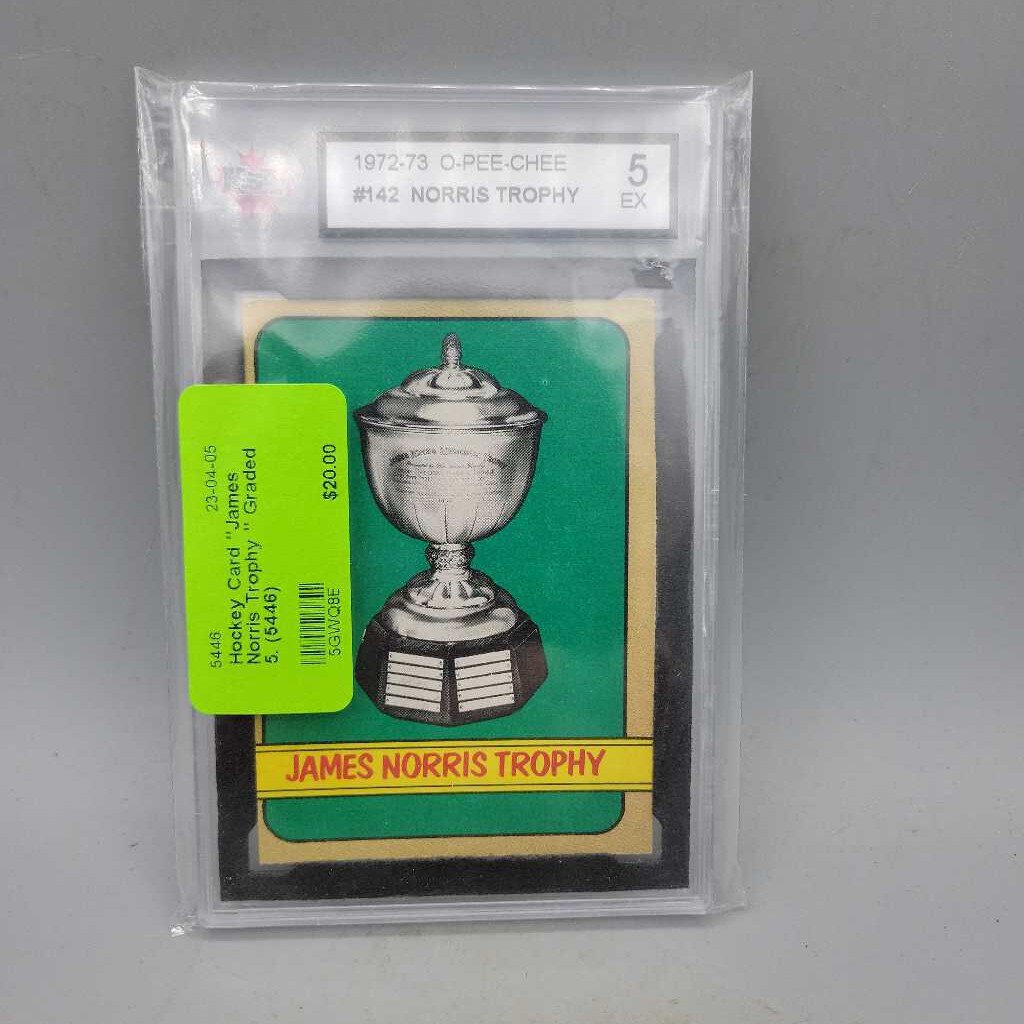 1972-73 O-PEE-CHEE
#142 NORRIS TROPHY
5
EX
KSA
5446
23-04-05
Hockey Card "James
Norris Trophy " Graded
5. (5446)
$20.00
5GWQ8E
JAMES NORRIS TROPHY